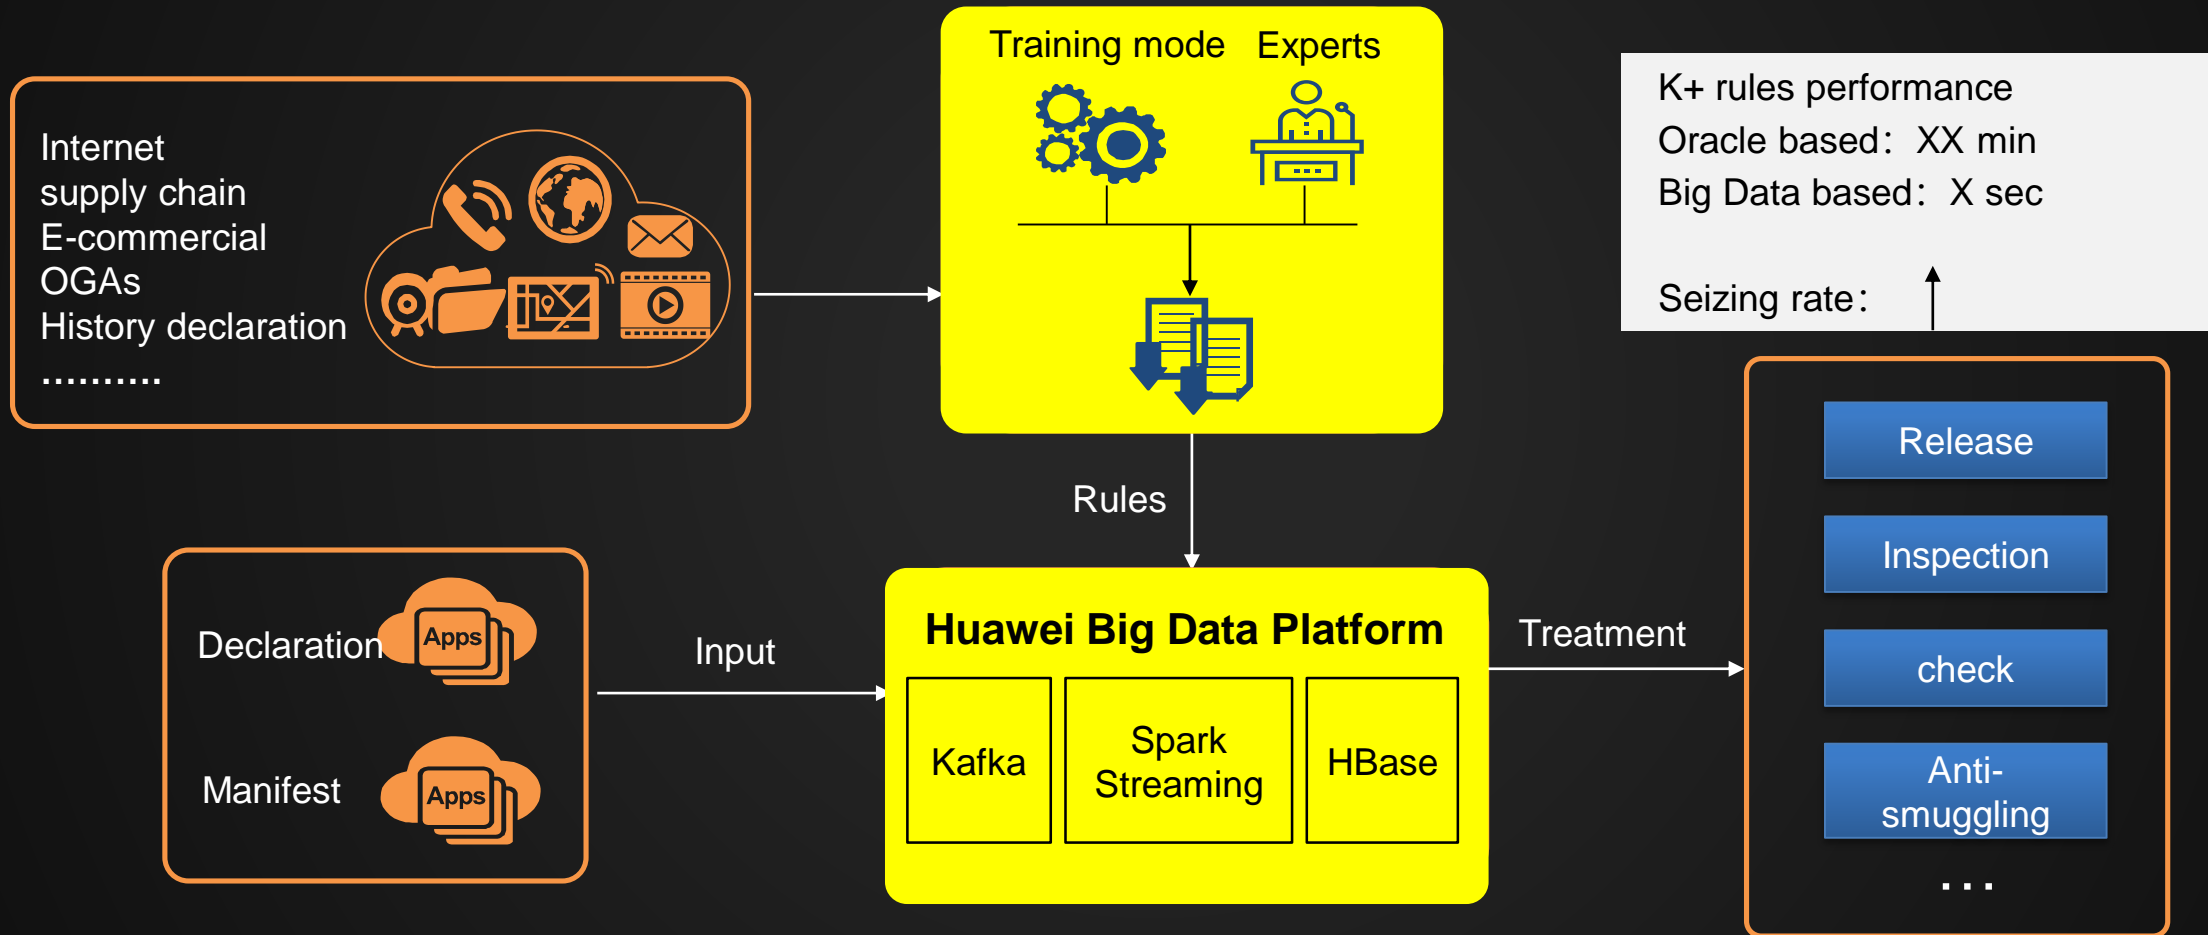 Internet
supply chain
E-commercial
OGAs
History declaration
..........
Training mode Experts
K+ rules performance
Oracle based：XX min
Big Data based：X sec
Seizing rate：
Rules
Declaration
Apps
Manifest
Apps
Input
Huawei Big Data Platform
Kafka
Spark
Streaming
HBase
Treatment
Release
Inspection
check
Anti-
smuggling
...